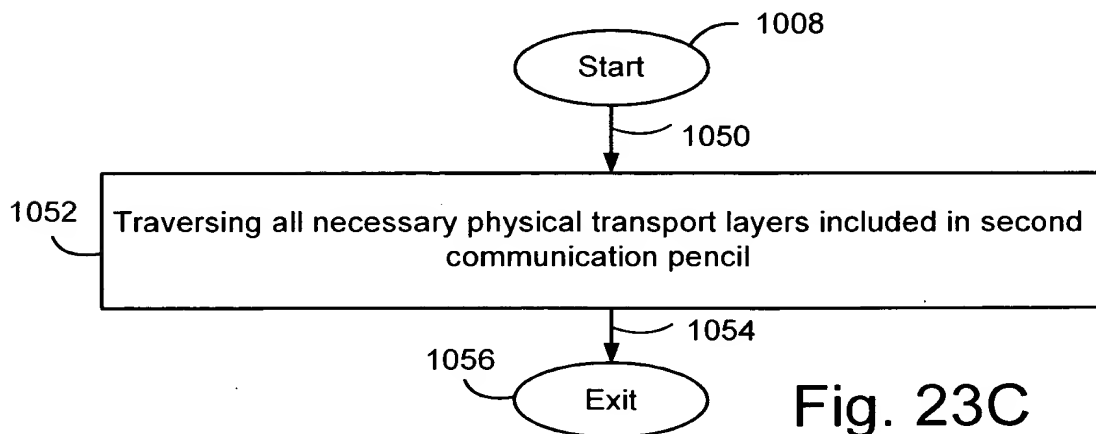 1008
Start
1050
1052
Traversing all necessary physical transport layers included in second
communication pencil
1054
1056
Exit
Fig. 23C